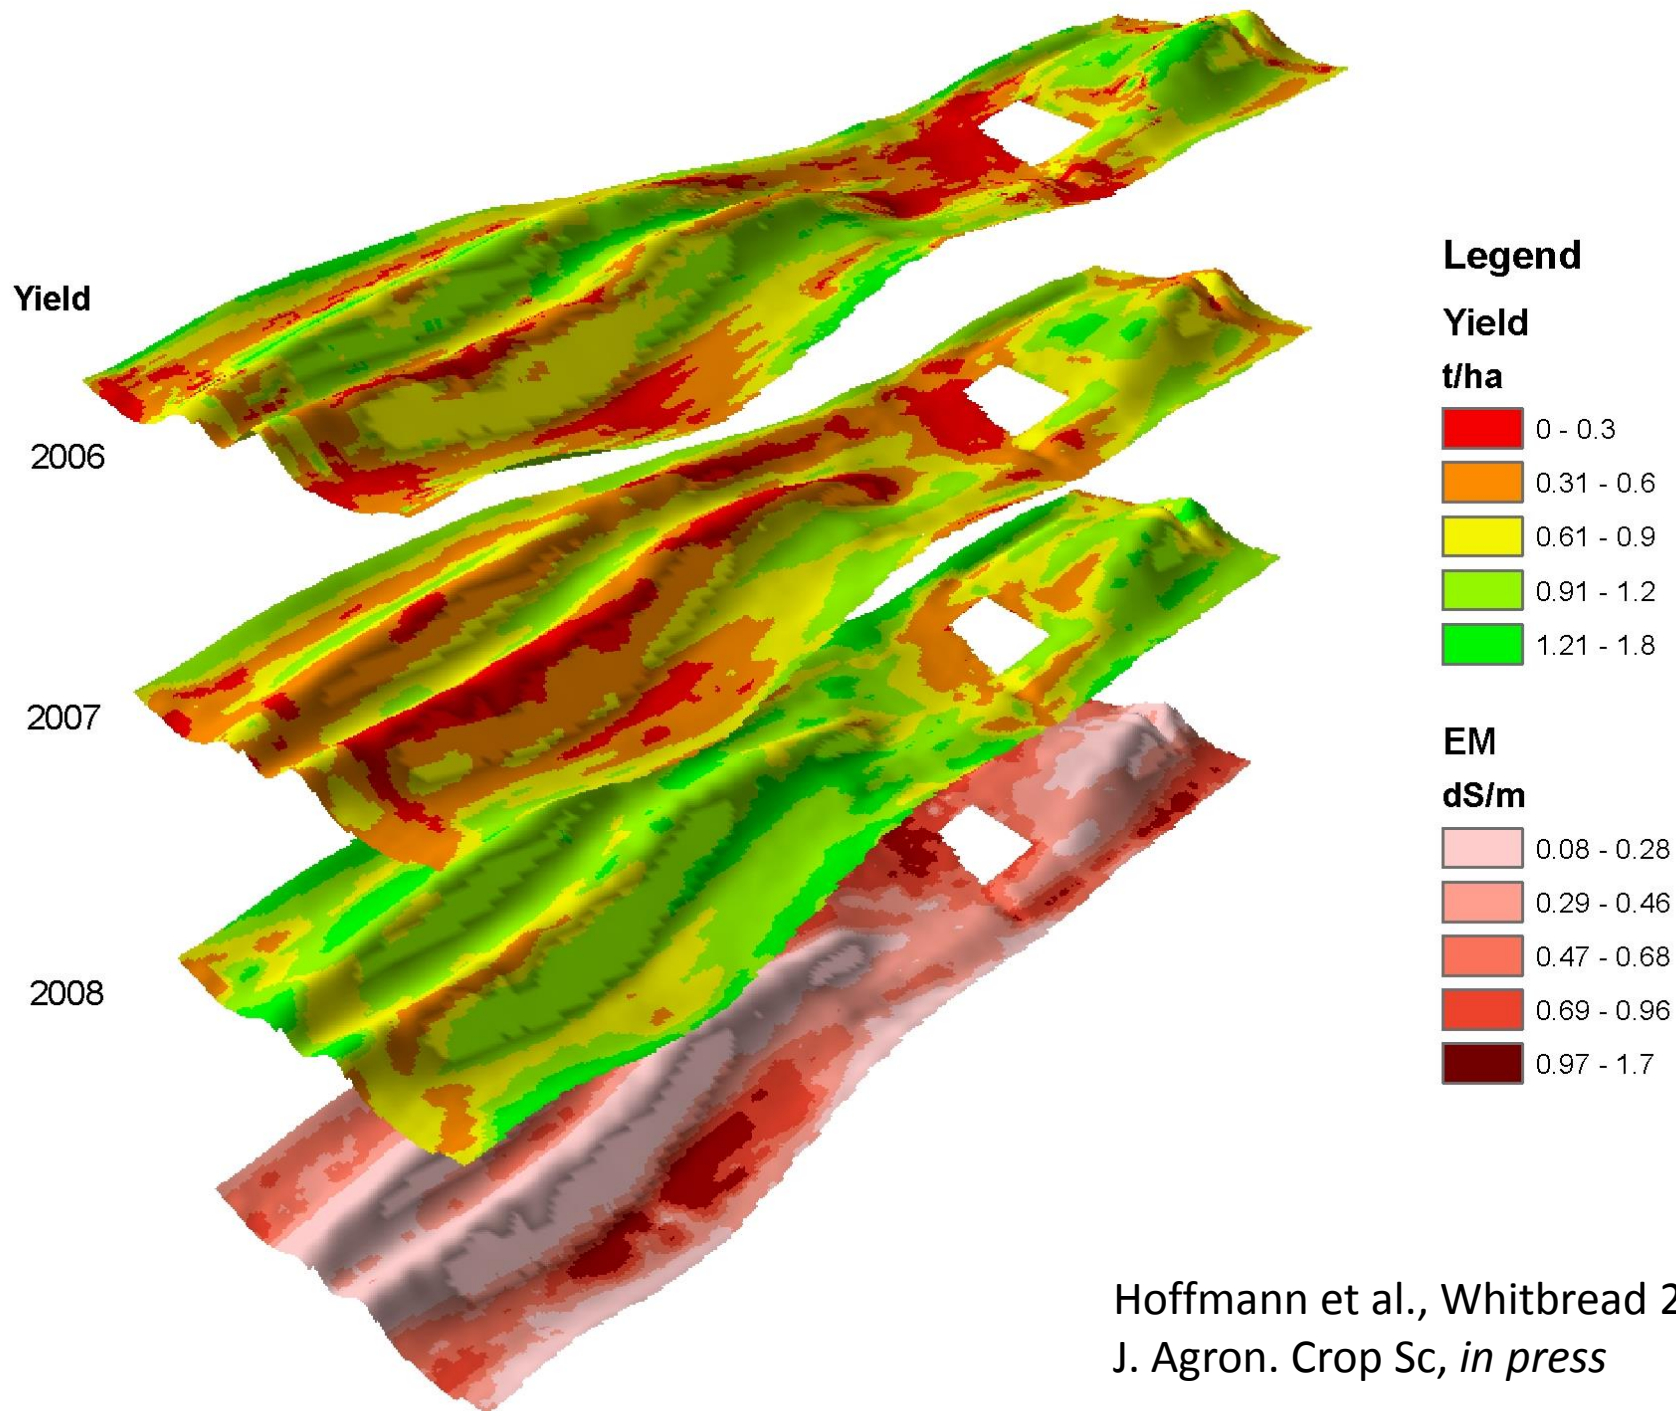 Yield
2006
2007
2008
Legend
Yield
t/ha
0 - 0.3
0.31 - 0.6
0.61 - 0.9
0.91 - 1.2
1.21 - 1.8
EM
dS/m
0.08 - 0.28
0.29 - 0.46
0.47 - 0.68
0.69 - 0.96
0.97 - 1.7
Hoffmann et al., Whitbread
J. Agron. Crop Sc, in press